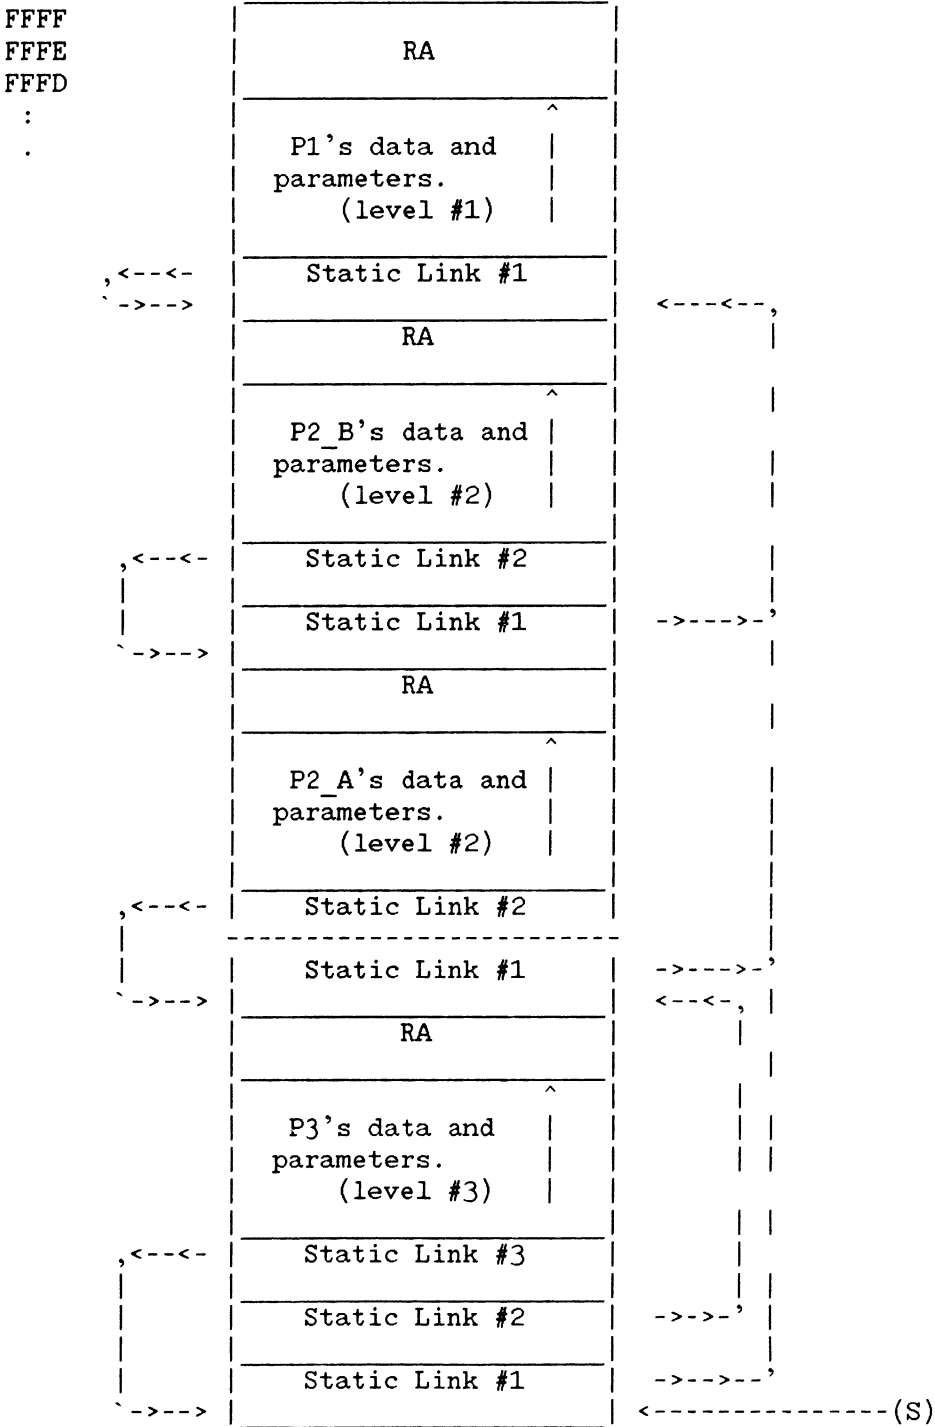 FFFF
FFFE RA
FFFD
:
.
P1's data and
parameters.
(level #1)
Static Link #1
RA
P2_B's data and
parameters.
(level #2)
Static Link #2
Static Link #1
RA
P2_A's data and
parameters.
(level #2)
Static Link #2
Static Link #1
RA
P3's data and
parameters.
(level #3)
Static Link #3
Static Link #2
Static Link #1
(S)